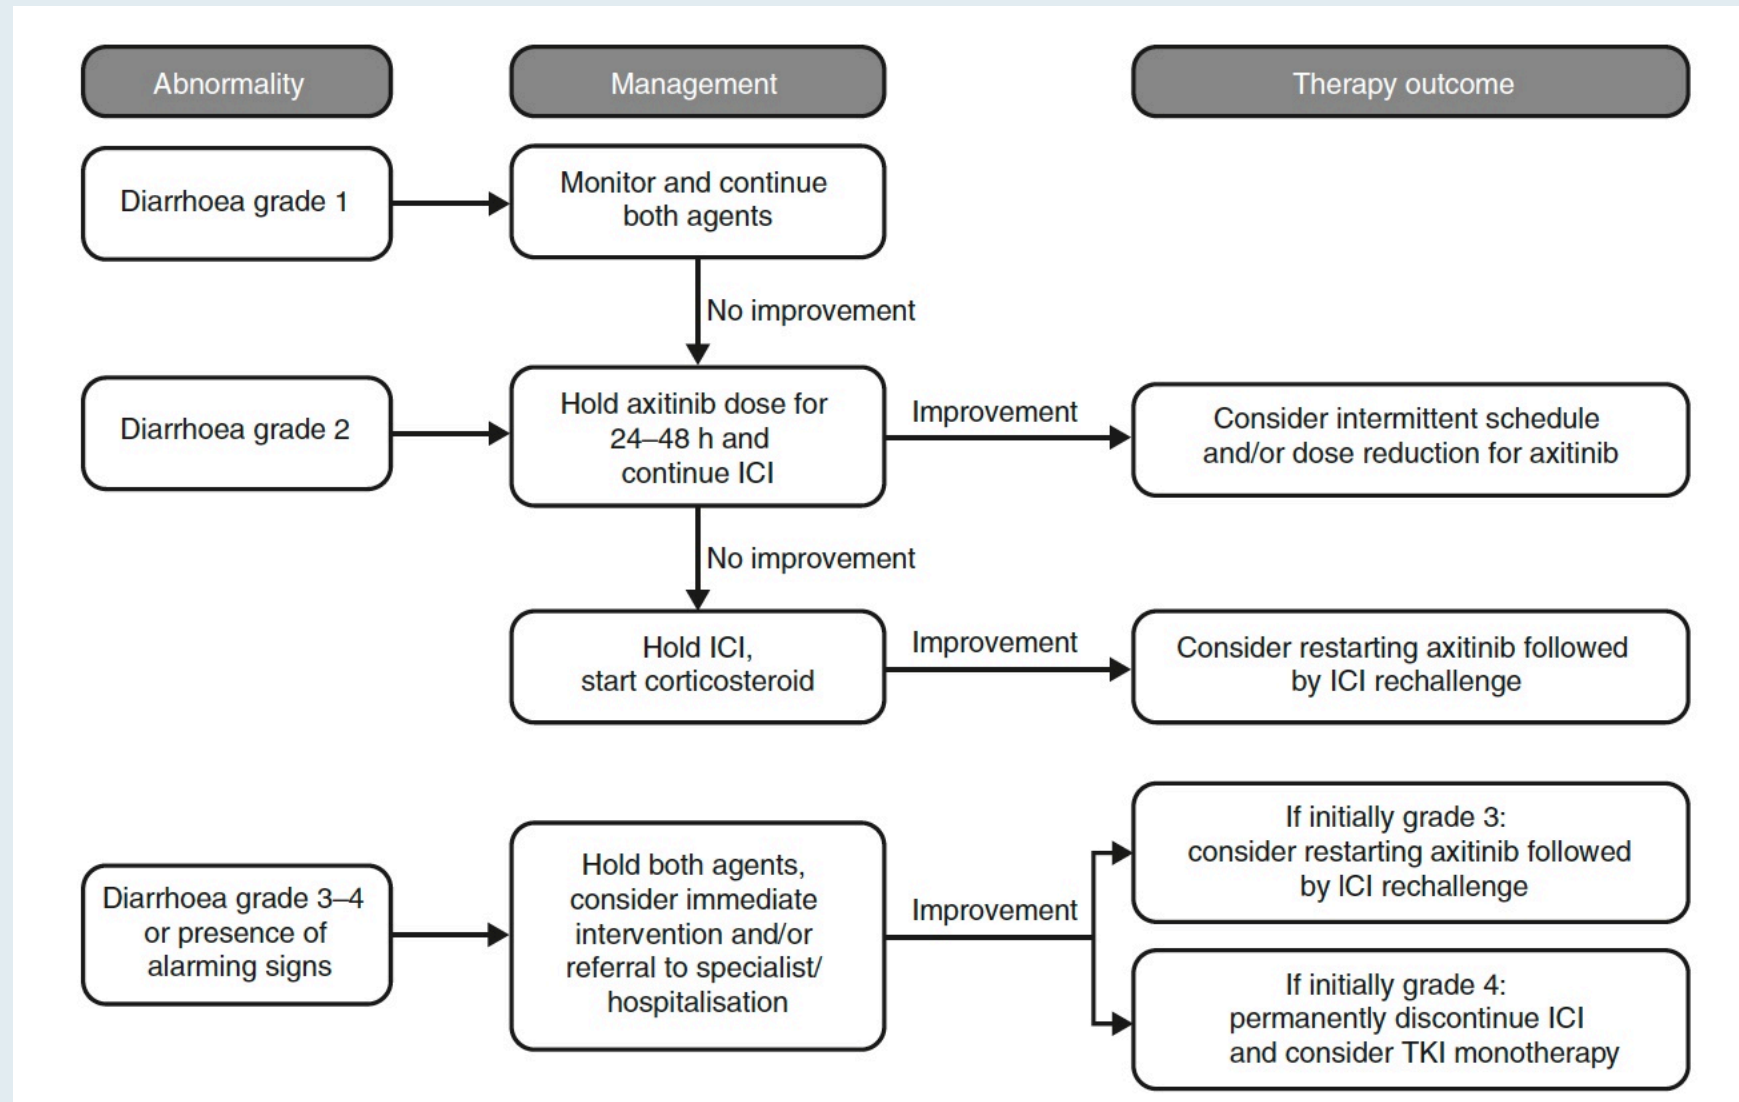 Abnormality
Management
Therapy outcome
Diarrhoea grade 1
Monitor and continue
both agents
No improvement
Diarrhoea grade 2
Hold axitinib dose for
24–48 h and
continue ICI
Improvement
Consider intermittent schedule
and/or dose reduction for axitinib
No improvement
Hold ICI,
start corticosteroid
Improvement
Consider restarting axitinib followed
by ICI rechallenge
Diarrhoea grade 3–4
or presence of
alarming signs
Hold both agents,
consider immediate
intervention and/or
referral to specialist/
hospitalisation
Improvement
If initially grade 3:
consider restarting axitinib followed
by ICI rechallenge
If initially grade 4:
permanently discontinue ICI
and consider TKI monotherapy